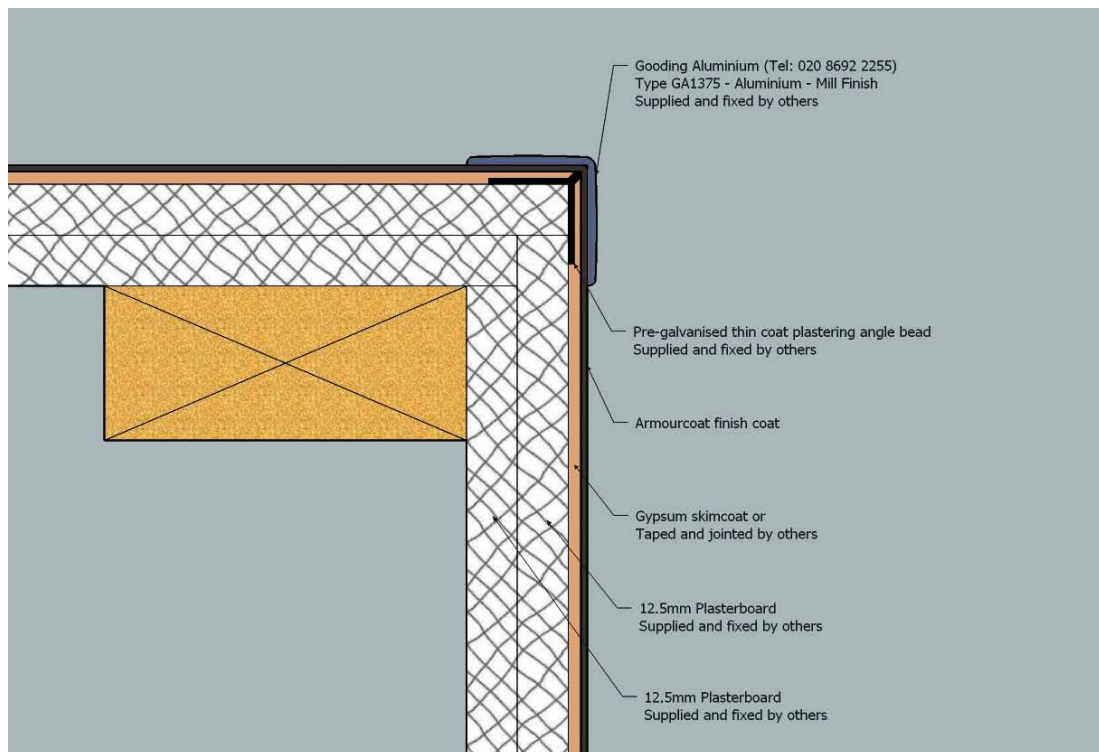 Gooding Aluminium (Tel: 020 8692 2255)
Type GA1375 - Aluminium - Mill Finish
Supplied and fixed by others
Pre-galvanised thin coat plastering angle bead
Supplied and fixed by others
Armourcoat finish coat
Gypsum skimcoat or
Taped and jointed by others
12.5mm Plasterboard
Supplied and fixed by others
12.5mm Plasterboard
Supplied and fixed by others